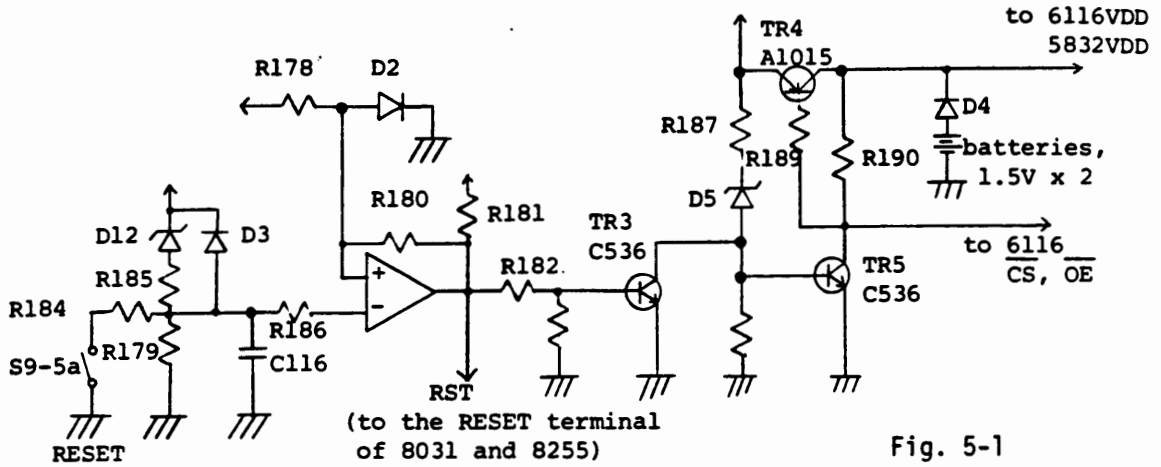 to 6116VDD
5832VDD
TR4
A1015
R178
D2
D4
R187
R189
R190
batteries,
1.5V x 2
R180
R181
D5
D12
D3
TR3
C536
to 6116
CS, OE
R185
R182
TR5
C536
+
-
R184
R186
R179
C116
S9-5a
RST
RESET
(to the RESET terminal
of 8031 and 8255)
Fig. 5-1